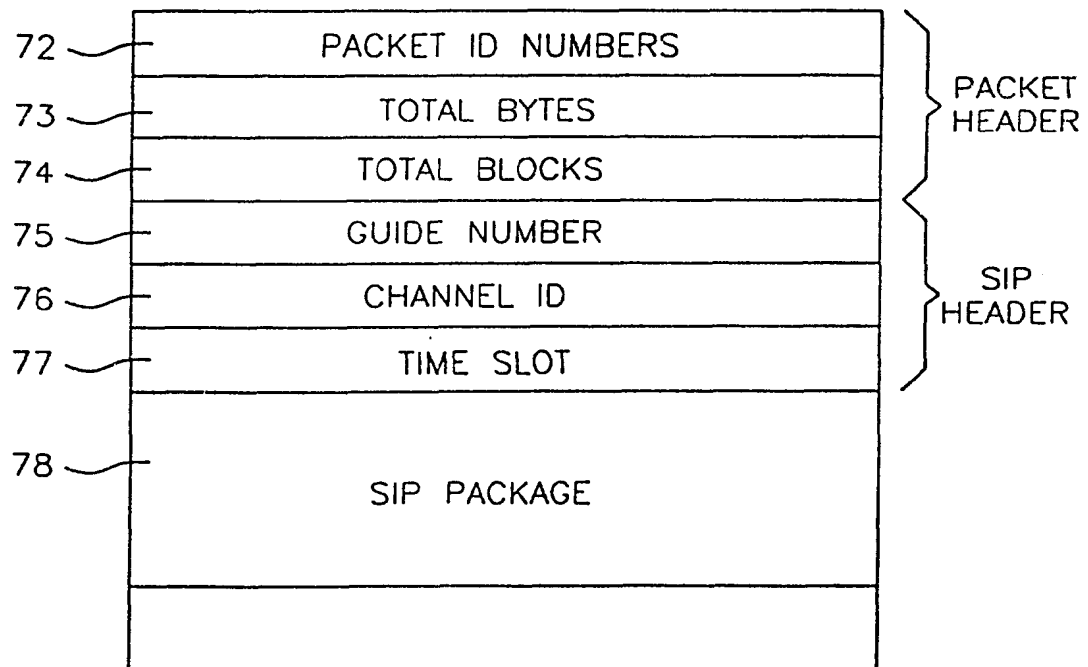 72 PACKET ID NUMBERS
73 TOTAL BYTES
74 TOTAL BLOCKS
PACKET
HEADER
75 GUIDE NUMBER
76 CHANNEL ID
77 TIME SLOT
SIP
HEADER
78 SIP PACKAGE